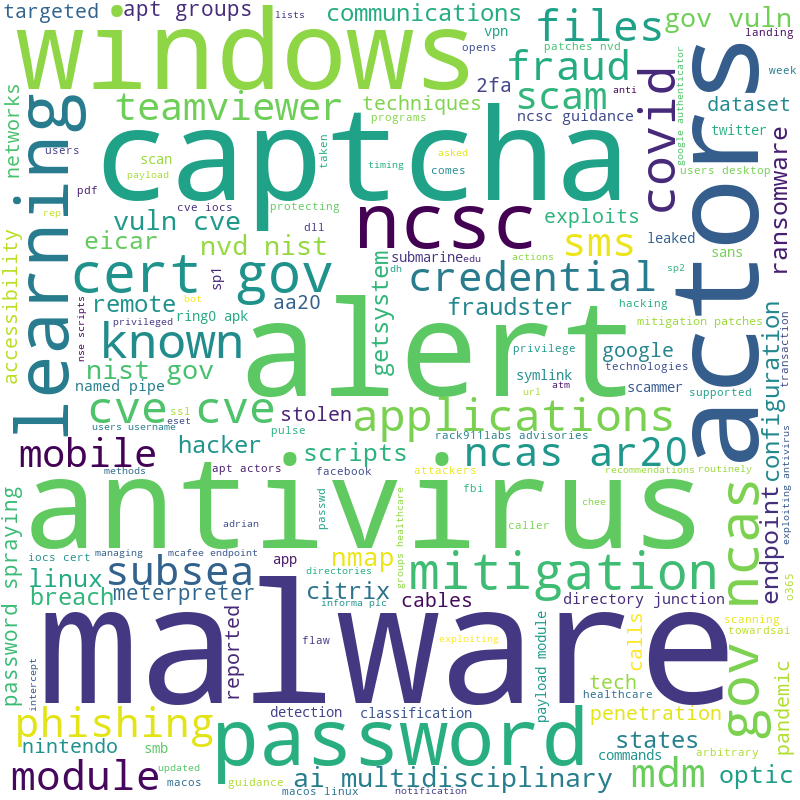 targeted
apt groups
lists
communications
files
gov vuln
landing
windows
vpn
opens
patches nvd
fraud
2fa
anti
week
networks
learning
teamviewer
techniques
programs
scam
ncsc guidance
covid
google authenticator
actors
dataset
twitter
users
scan
payload
captcha
taken
timing
asked
comes
users desktop
ransomware
pdf
rep
cve iocs
protecting
dll
ncsc
exploits
vuln cve
eicar
nvd nist
sms
leaked
sans
accessibility
cert gov
sp1
submarine
edu
dh
actions
credential
sp2
remote
bot
aa20
getsystem
fraudster
hacking
ring0 apk
privileged
mitigation patches
nse scripts
known
alert
privilege
google
technologies
configuration
transaction
nist gov
named pipe
symlink
scammer
supported
atm
url
cve cve
ssl
eset
users username
stolen
applications
pulse
rack911labs advisories
mobile
hacker
scripts
ncas ar20
exploiting antivirus
methods
apt actors
facebook
attackers
recommendations
routinely
antivirus
fbi
chee
ncas
endpoint
password spraying
passwd
adrian
caller
groups healthcare
iocs cert
managing
mcafee endpoint
app
nmap
mitigation
o365
linux
subsea
directories
breach
meterpreter
citrix
informa plc
cables
directory junction
scanning
towardsai
malware
reported
flaw
exploiting
payload module
calls
gov
pandemic
intercept
tech
healthcare
phishing
detection
classification
penetration
password
nintendo
smb
states
commands
arbitrary
module
updated
macos
guidance
ai multidisciplinary
macos linux
notification
mdm
optic